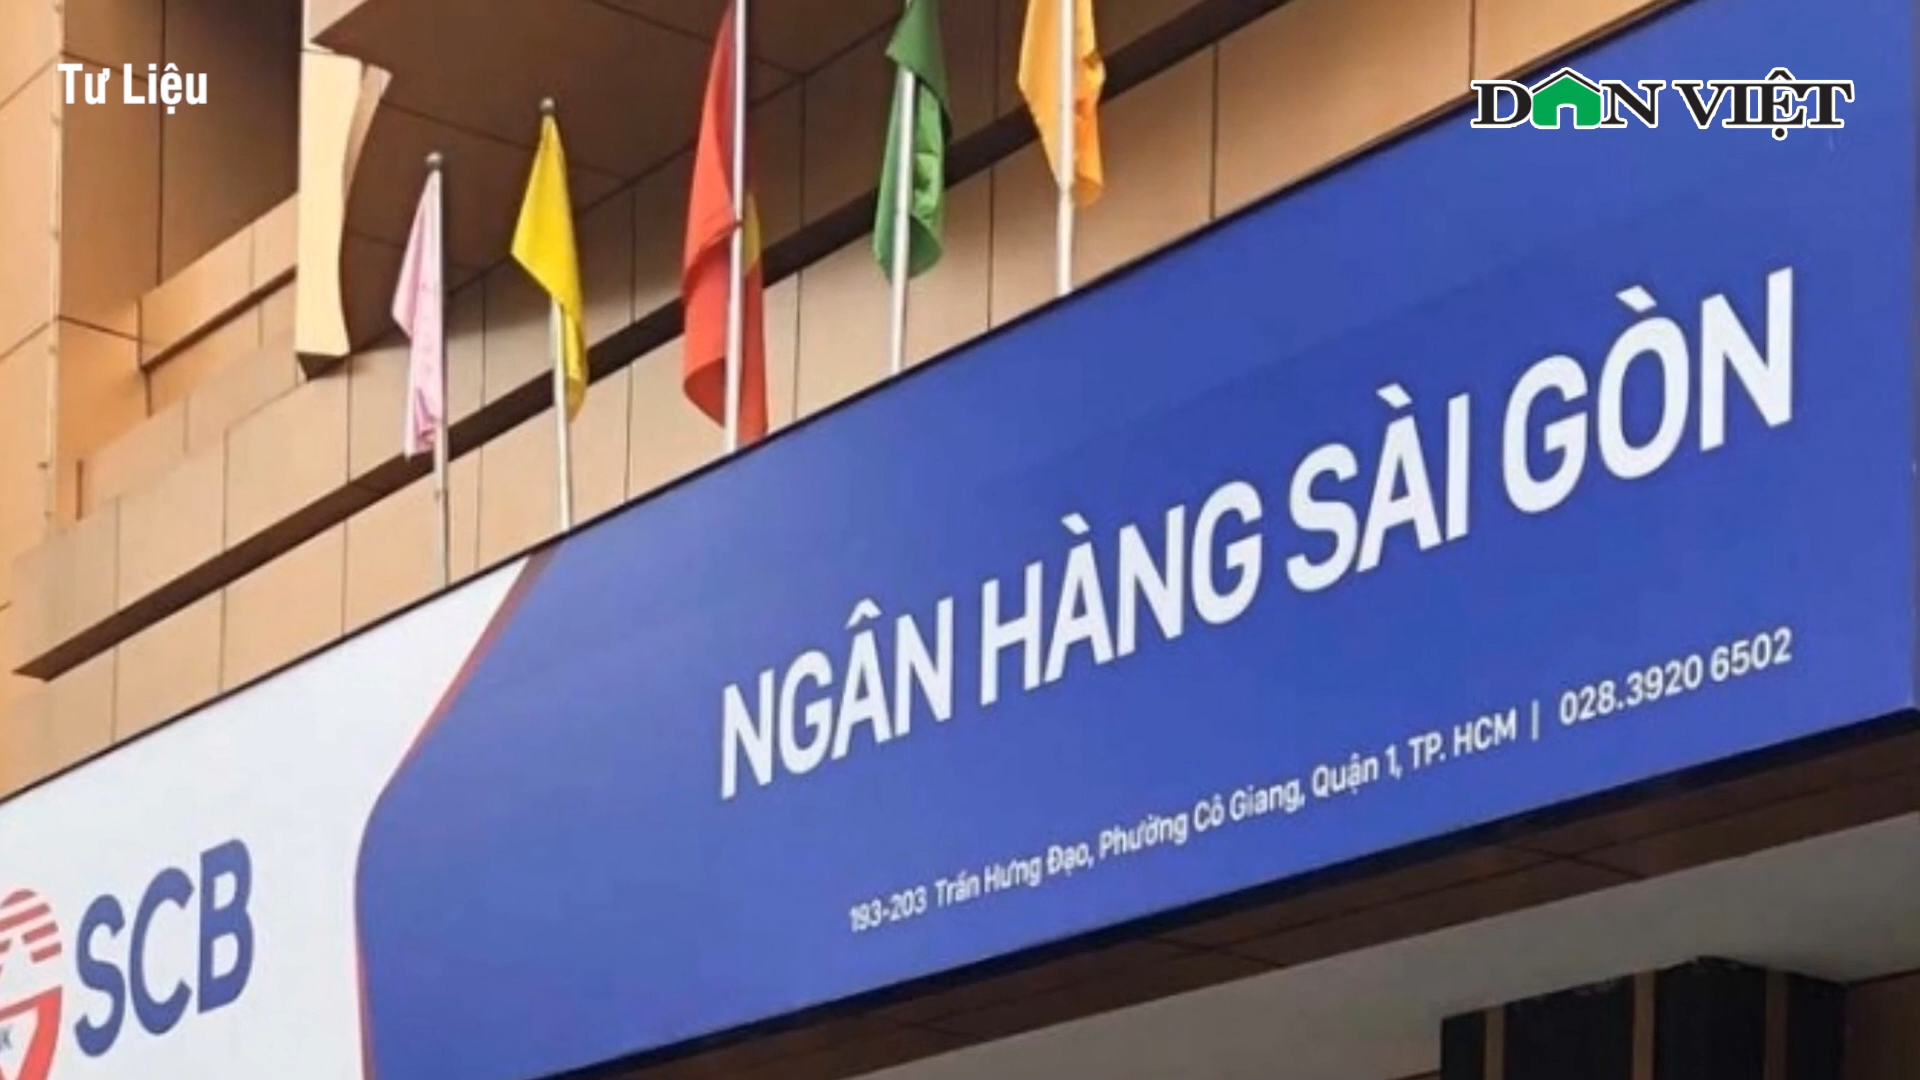 Tư Liệu
DÂN VIỆT
NGÂN HÀNG SÀI GÒN
193-203 Trần Hưng Đạo, Phường Cô Giang, Quận 1, TP. HCM | 028.3920 6502
SCB